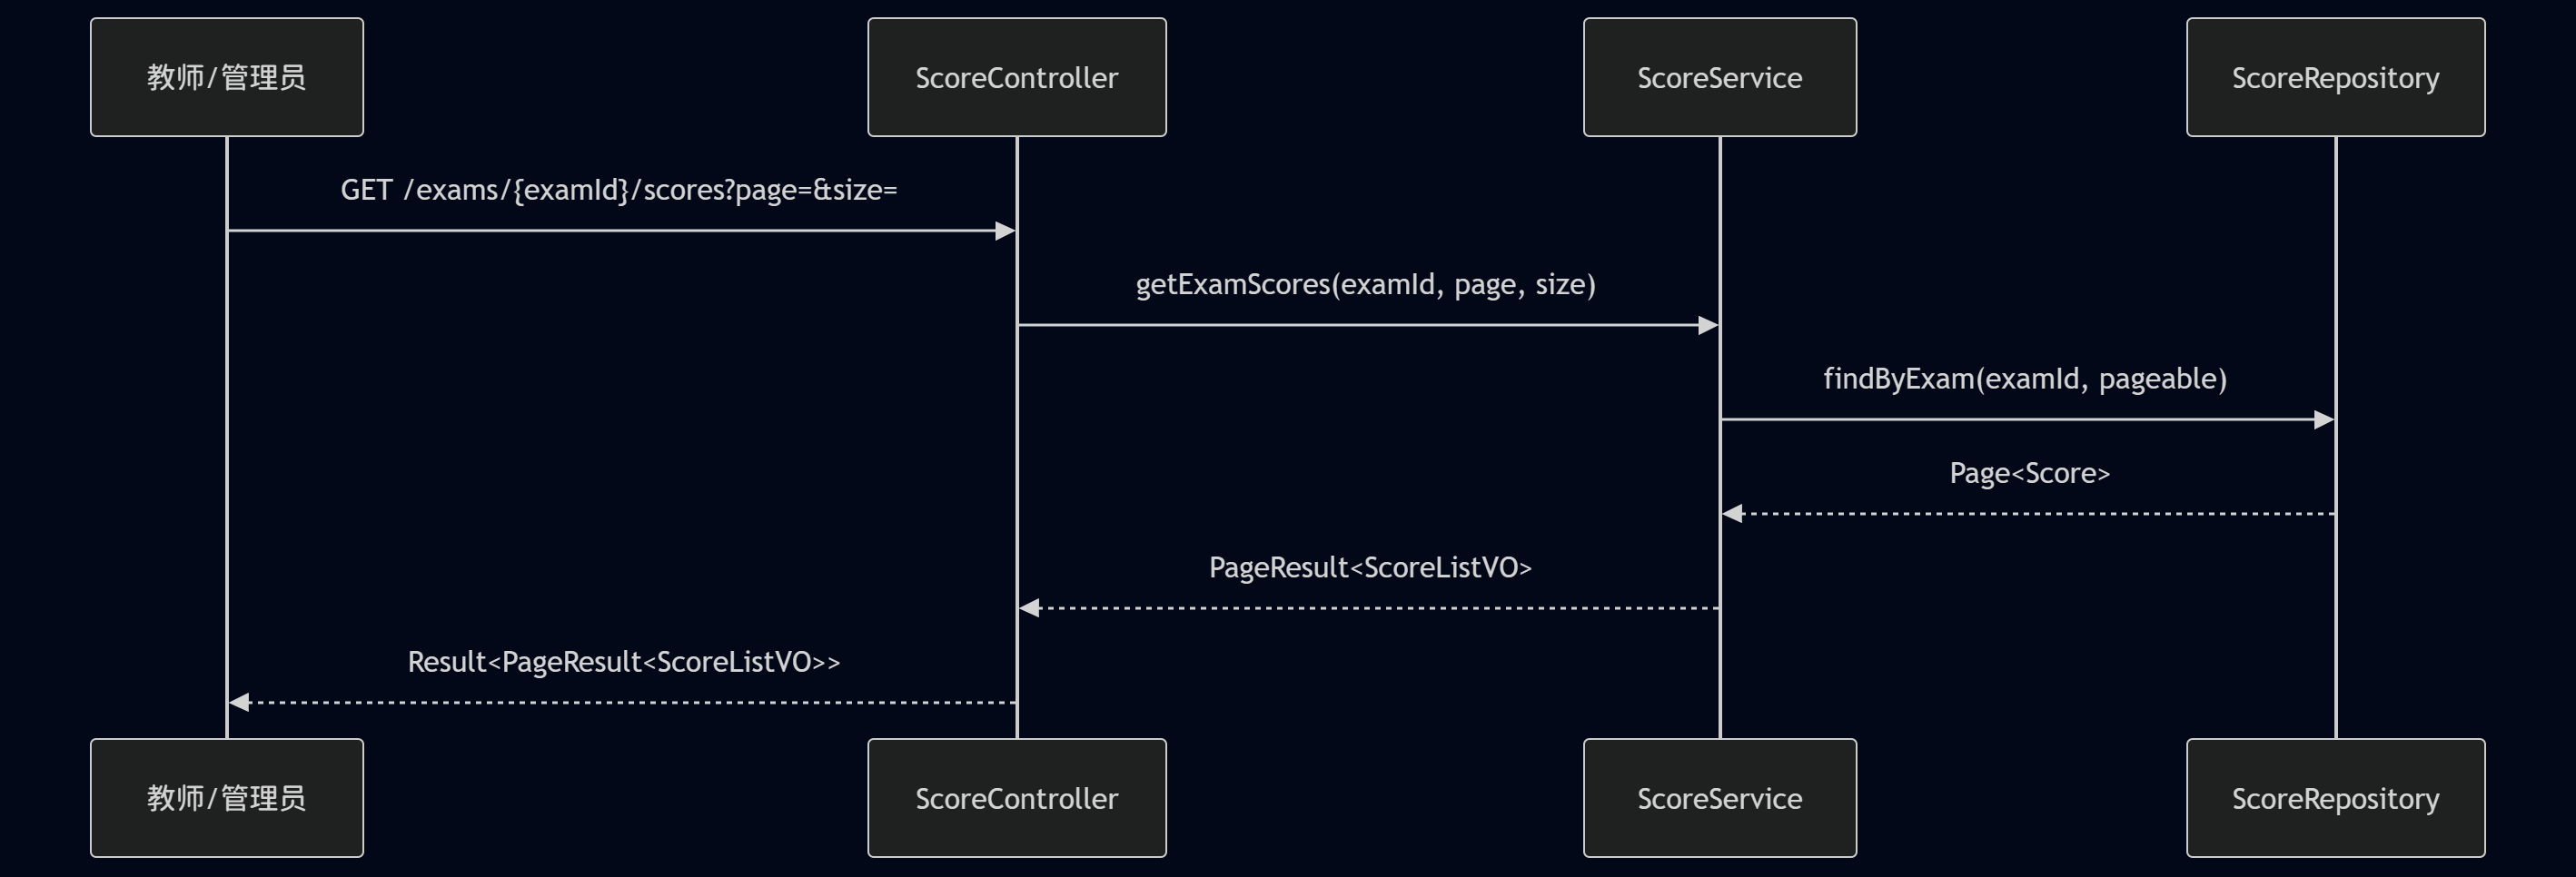 教师/管理员
ScoreController
ScoreService
ScoreRepository
GET /exams/{examId}/scores?page=&size=
getExamScores(examId, page, size)
findByExam(examId, pageable)
Page<Score>
PageResult<ScoreListVO>
Result<PageResult<ScoreListVO>>
教师/管理员
ScoreController
ScoreService
ScoreRepository